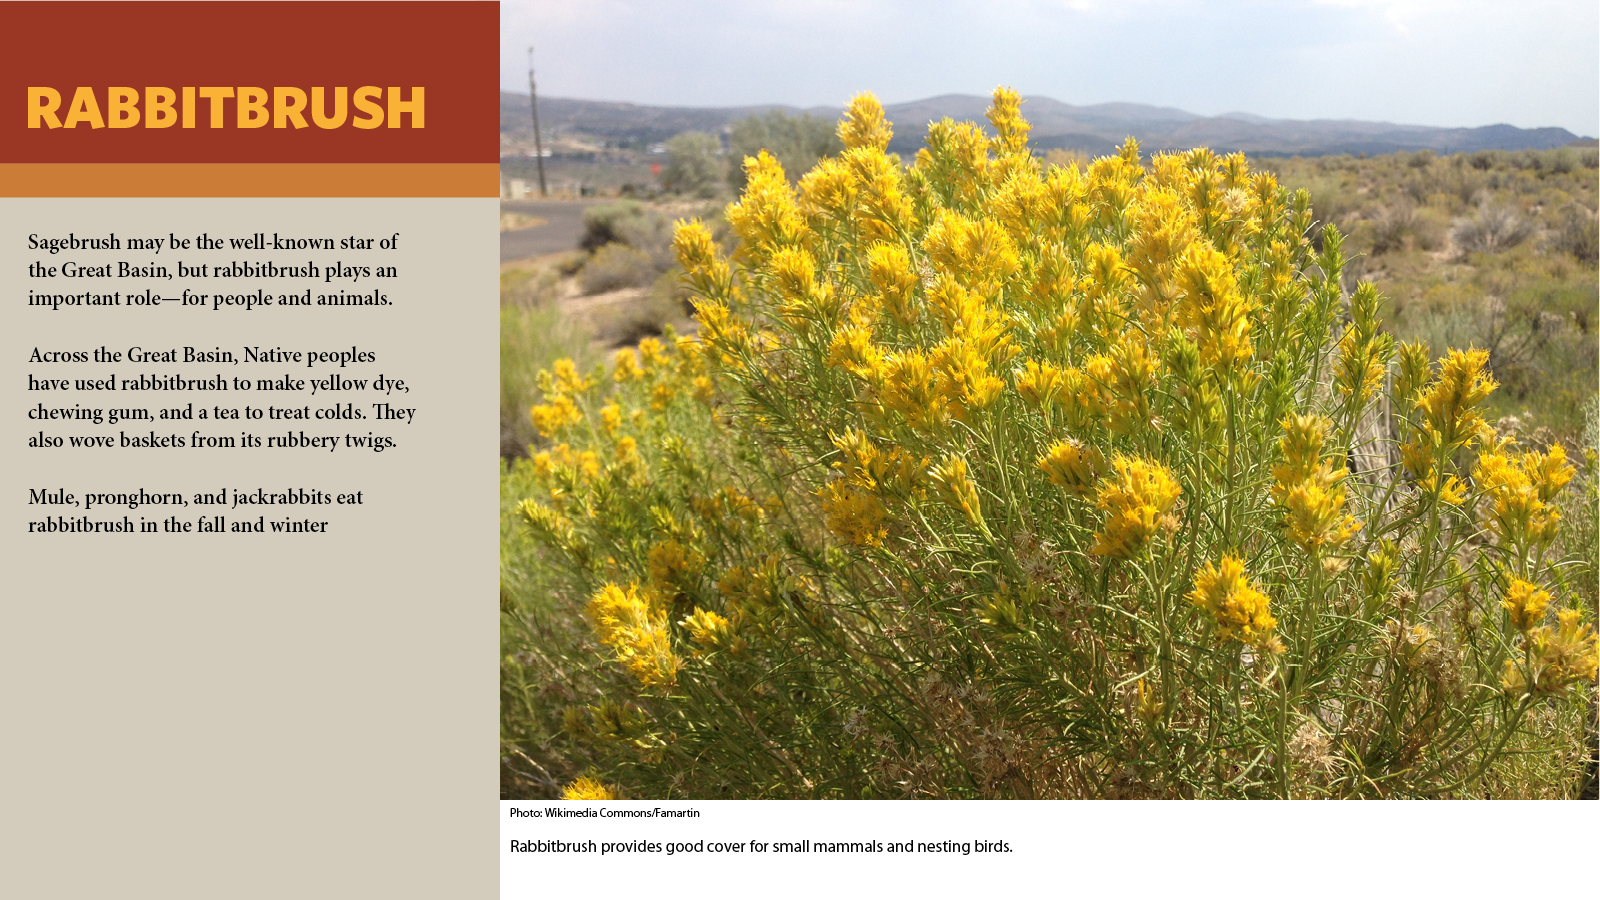 RABBITBRUSH
Sagebrush may be the well-known star of
the Great Basin, but rabbitbrush plays an
important role—for people and animals.
Across the Great Basin, Native peoples
have used rabbitbrush to make yellow dye,
chewing gum, and a tea to treat colds. They
also wove baskets from its rubbery twigs.
Mule, pronghorn, and jackrabbits eat
rabbitbrush in the fall and winter
Photo: Wikimedia Commons/Famartin
Rabbitbrush provides good cover for small mammals and nesting birds.